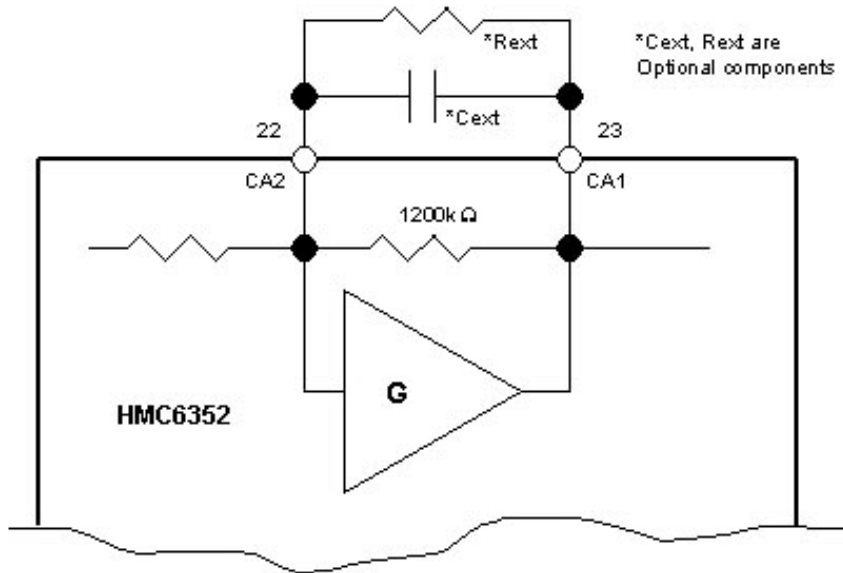 *Rext
*Cext, Rext are
Optional components
*Cext
22
23
CA2
CA1
1200k Ω
G
HMC6352